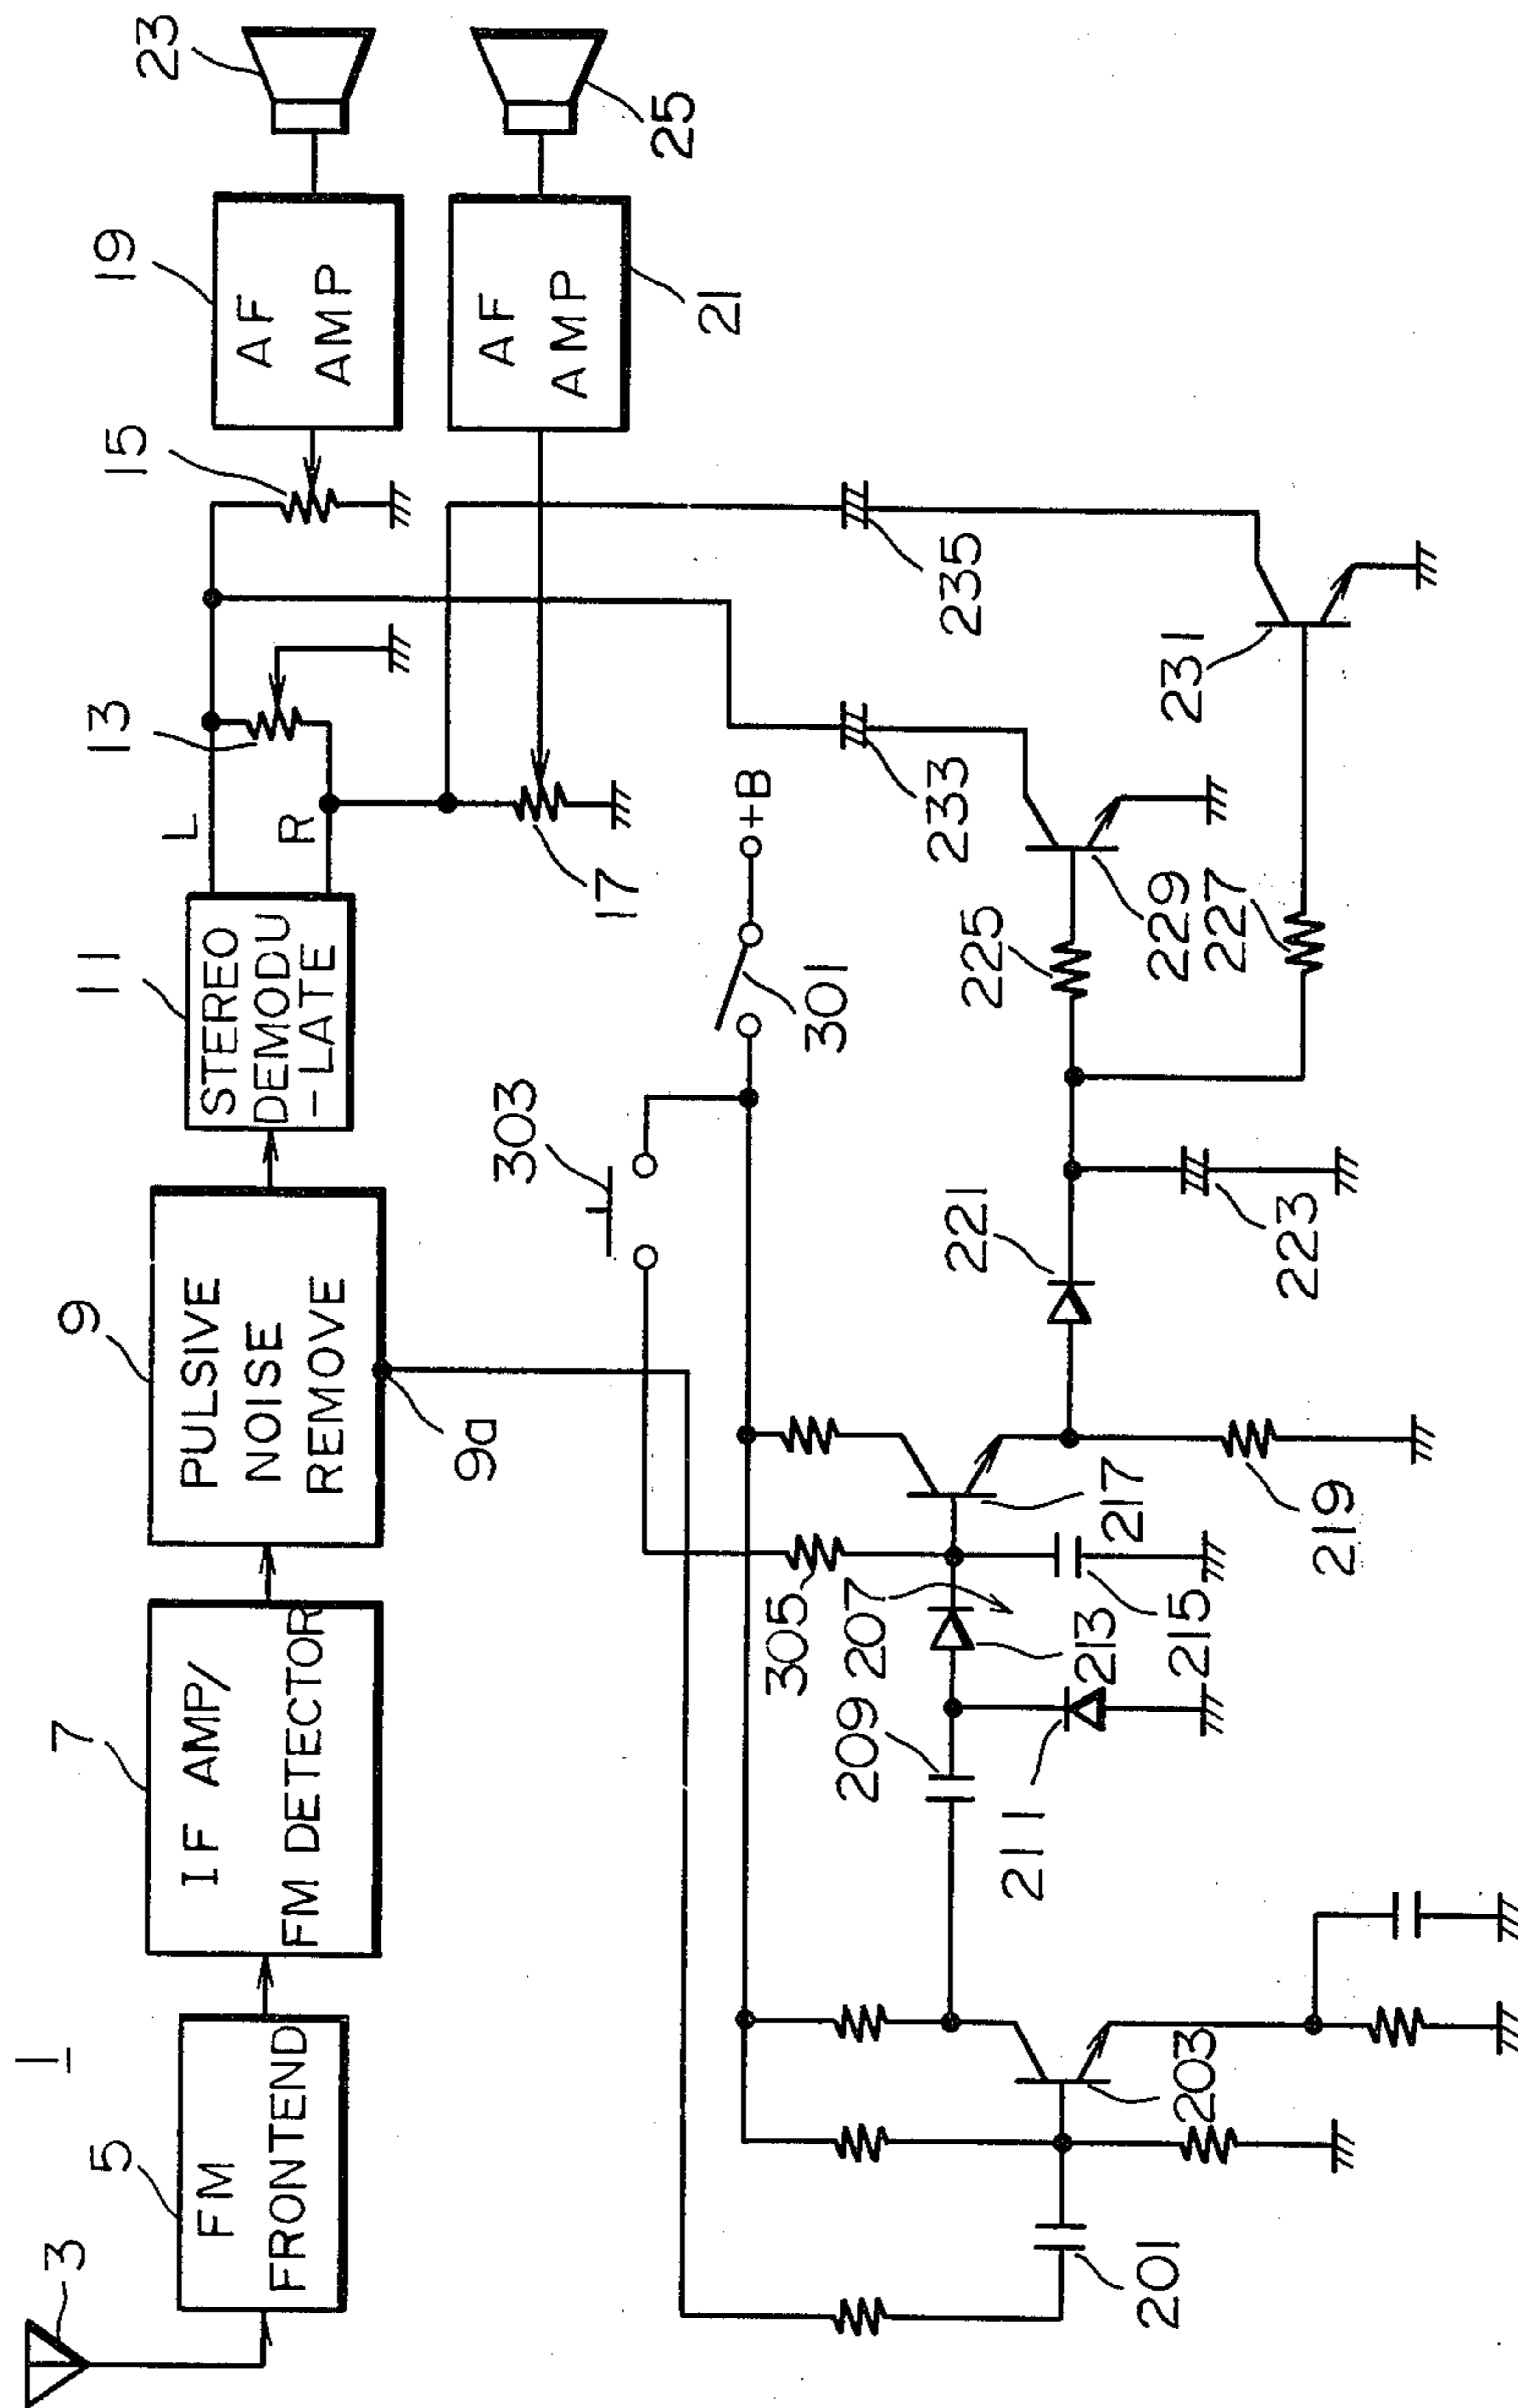 1
3
5
FM
FRONTEND
7
IF AMP/
FM DETECTOR
9
PULSIVE
NOISE
REMOVE
9a
11
STEREO
DEMODU
-LATE
L
R
13
15
17
19
AF
AMP
21
AF
AMP
23
25
303
301
+B
305
207
209
211
213
215
217
219
221
223
225
227
229
231
233
235
201
203